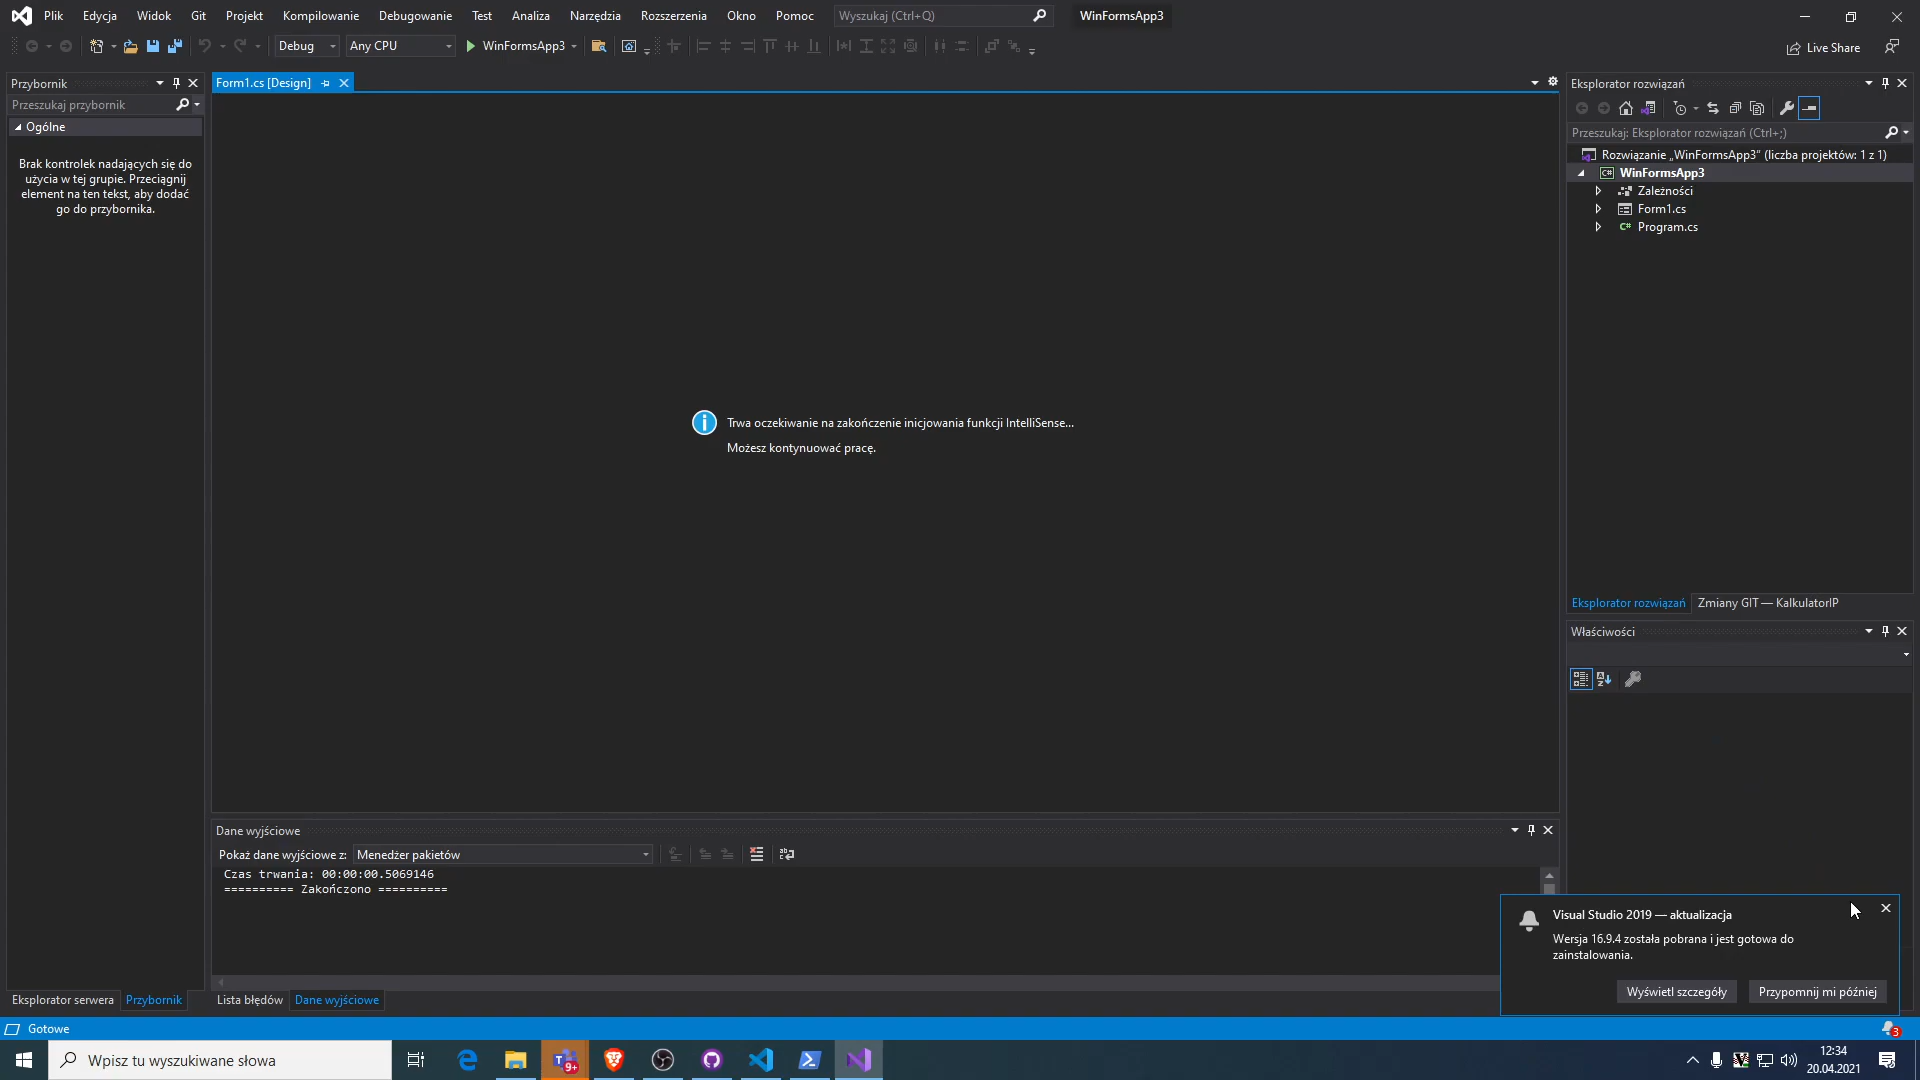 Plik Edycja Widok Git Projekt Kompilowanie Debugowanie Test Analiza Narzędzia Rozszerzenia Okno Pomoc Wyszukaj (Ctrl+Q) WinFormsApp3
Debug Any CPU WinFormsApp3 Live Share
Przybornik
Przeszukaj przybornik
Ogólne
Brak kontrolek nadających się do
użycia w tej grupie. Przeciągnij
element na ten tekst, aby dodać
go do przybornika.
Form1.cs [Design]
Trwa oczekiwanie na zakończenie inicjowania funkcji IntelliSense...
Możesz kontynuować pracę.
Eksplorator rozwiązań
Przeszukaj: Eksplorator rozwiązań (Ctrl+;)
Rozwiązanie „WinFormsApp3” (liczba projektów: 1 z 1)
WinFormsApp3
Zależności
Form1.cs
Program.cs
Eksplorator rozwiązań Zmiany GIT — KalkulatorIP
Właściwości
Dane wyjściowe
Pokaż dane wyjściowe z: Menedżer pakietów
Czas trwania: 00:00:00.5069146
========== Zakończono ==========
Visual Studio 2019 — aktualizacja
Wersja 16.9.4 została pobrana i jest gotowa do
zainstalowania.
Wyświetl szczegóły Przypomnij mi później
Eksplorator serwera Przybornik Lista błędów Dane wyjściowe
Gotowe
3
Wpisz tu wyszukiwane słowa
9+
12:34
20.04.2021